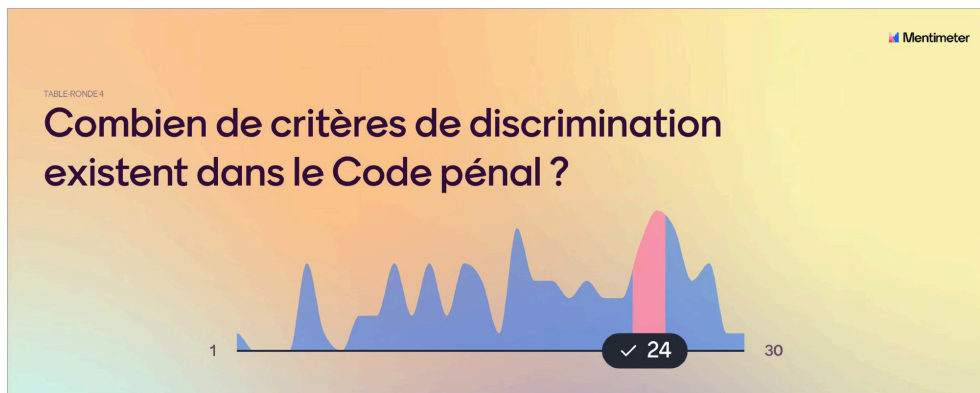 Mentimeter
TABLE-RONDE 4
Combien de critères de discrimination
existent dans le Code pénal ?
1
✓ 24
30